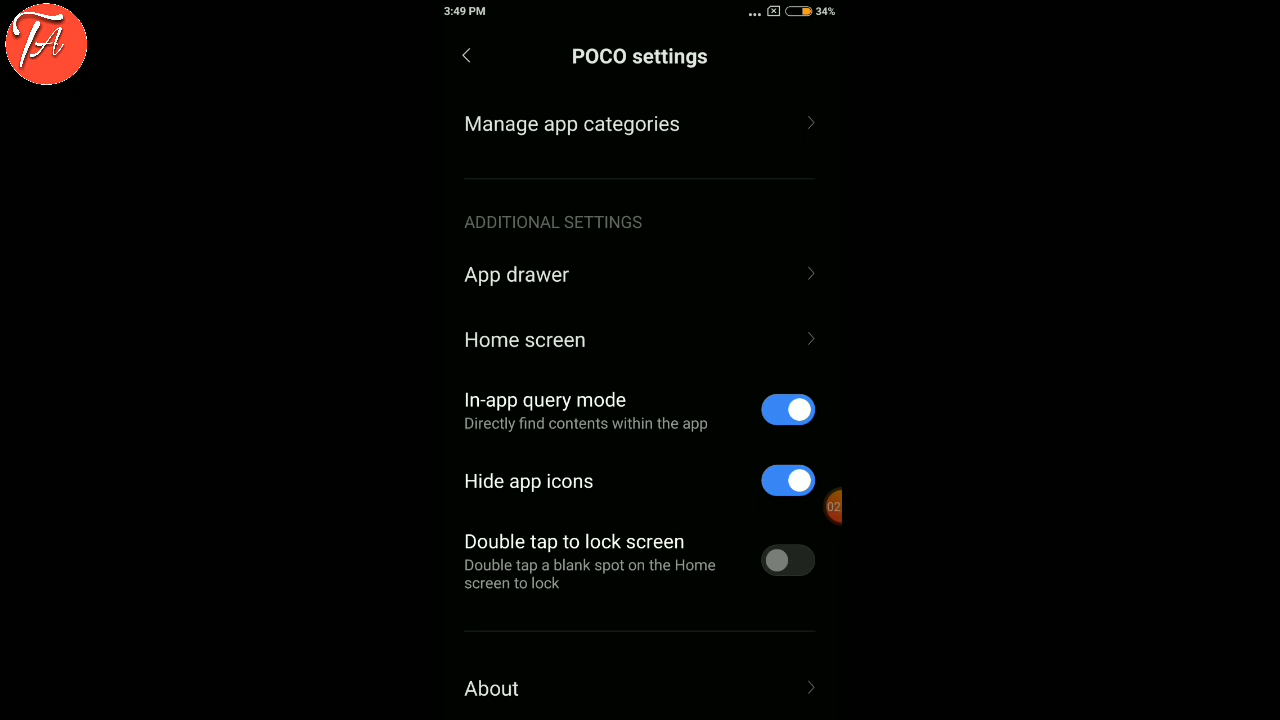 TA
3:49 PM
34%
POCO settings
Manage app categories
ADDITIONAL SETTINGS
App drawer
Home screen
In-app query mode
Directly find contents within the app
Hide app icons
02
Double tap to lock screen
Double tap a blank spot on the Home
screen to lock
About